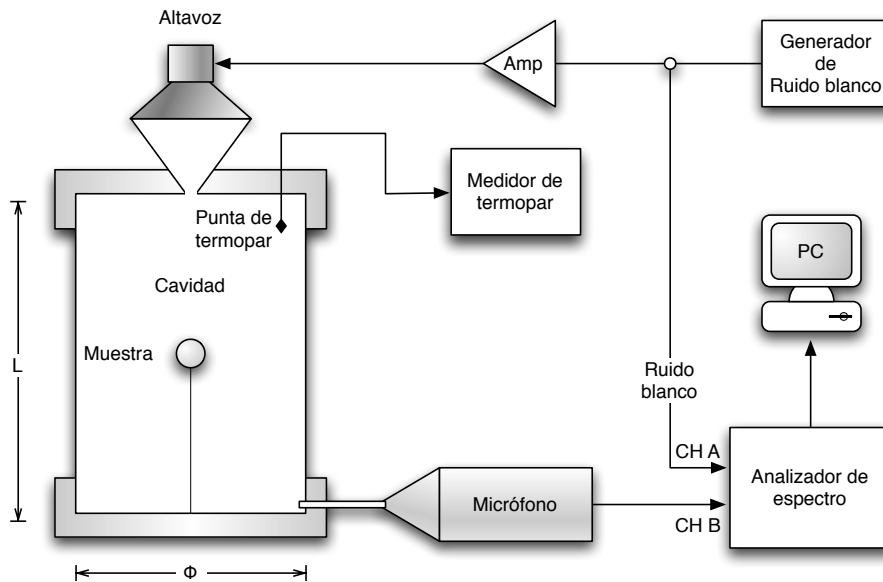 Altavoz
Amp
Generador
de
Ruido blanco
Medidor de
termopar
Punta de
termopar
PC
Cavidad
Muestra
L
Ruido
blanco
CH A
Analizador de
espectro
Micrófono
CH B
Φ